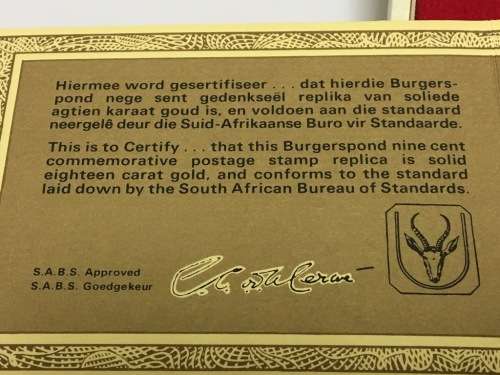 Hiermee word gesertifiseer . . . dat hierdie Burgers-
pond nege sent gedenkseël replika van soliede
agtien karaat goud is, en voldoen aan die standaard
neergelê deur die Suid-Afrikaanse Buro vir Standaarde.
This is to Certify . . . that this Burgerspond nine cent
commemorative postage stamp replica is solid
eighteen carat gold, and conforms to the standard
laid down by the South African Bureau of Standards.
S.A.B.S. Approved
S.A.B.S. Goedgekeur